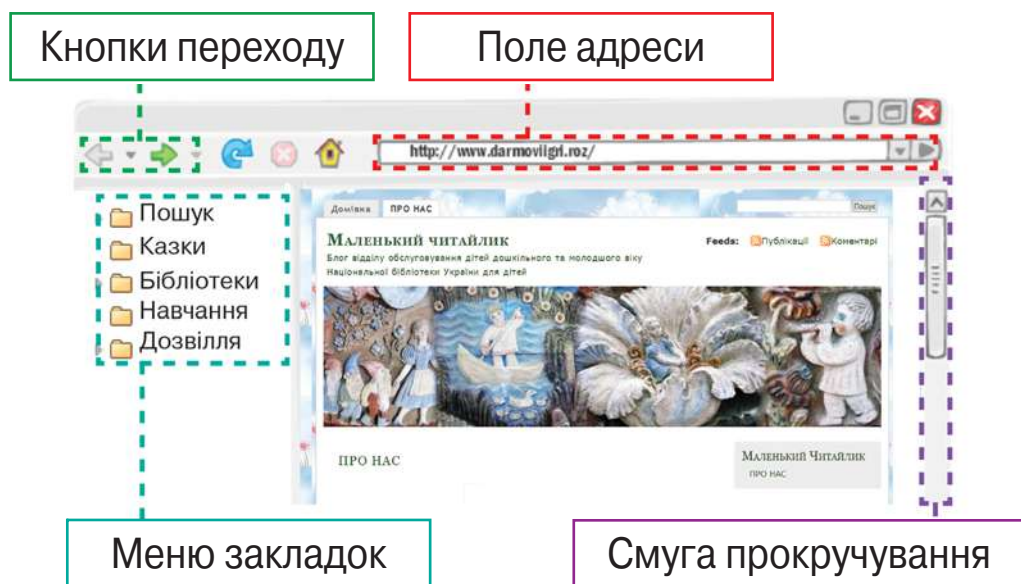 Кнопки переходу
Поле адреси
http://www.darmoviigri.roz/
Пошук
Казки
Бібліотеки
Навчання
Дозвілля
Домівка
ПРО НАС
Пошук
Маленький читайлик
Блог відділу обслуговування дітей дошкільного та молодшого віку
Національної бібліотеки України для дітей
Feeds: Публікації Коментарі
ПРО НАС
Маленький Читайлик
ПРО НАС
Меню закладок
Смуга прокручування